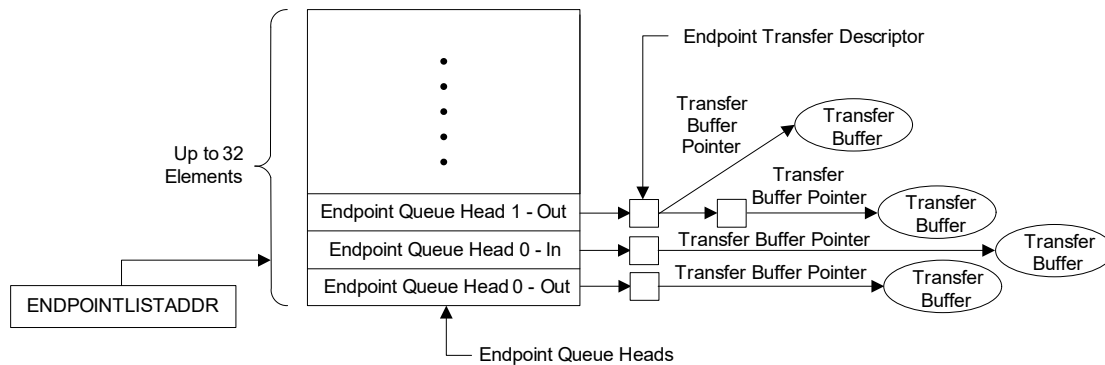 Endpoint Transfer Descriptor
Transfer
Buffer
Pointer
Transfer
Buffer
Up to 32
Elements
Transfer
Buffer Pointer
Endpoint Queue Head 1 - Out
Transfer
Buffer
Endpoint Queue Head 0 - In
Transfer Buffer Pointer
Transfer
Buffer
Endpoint Queue Head 0 - Out
Transfer Buffer Pointer
Transfer
Buffer
ENDPOINTLISTADDR
Endpoint Queue Heads